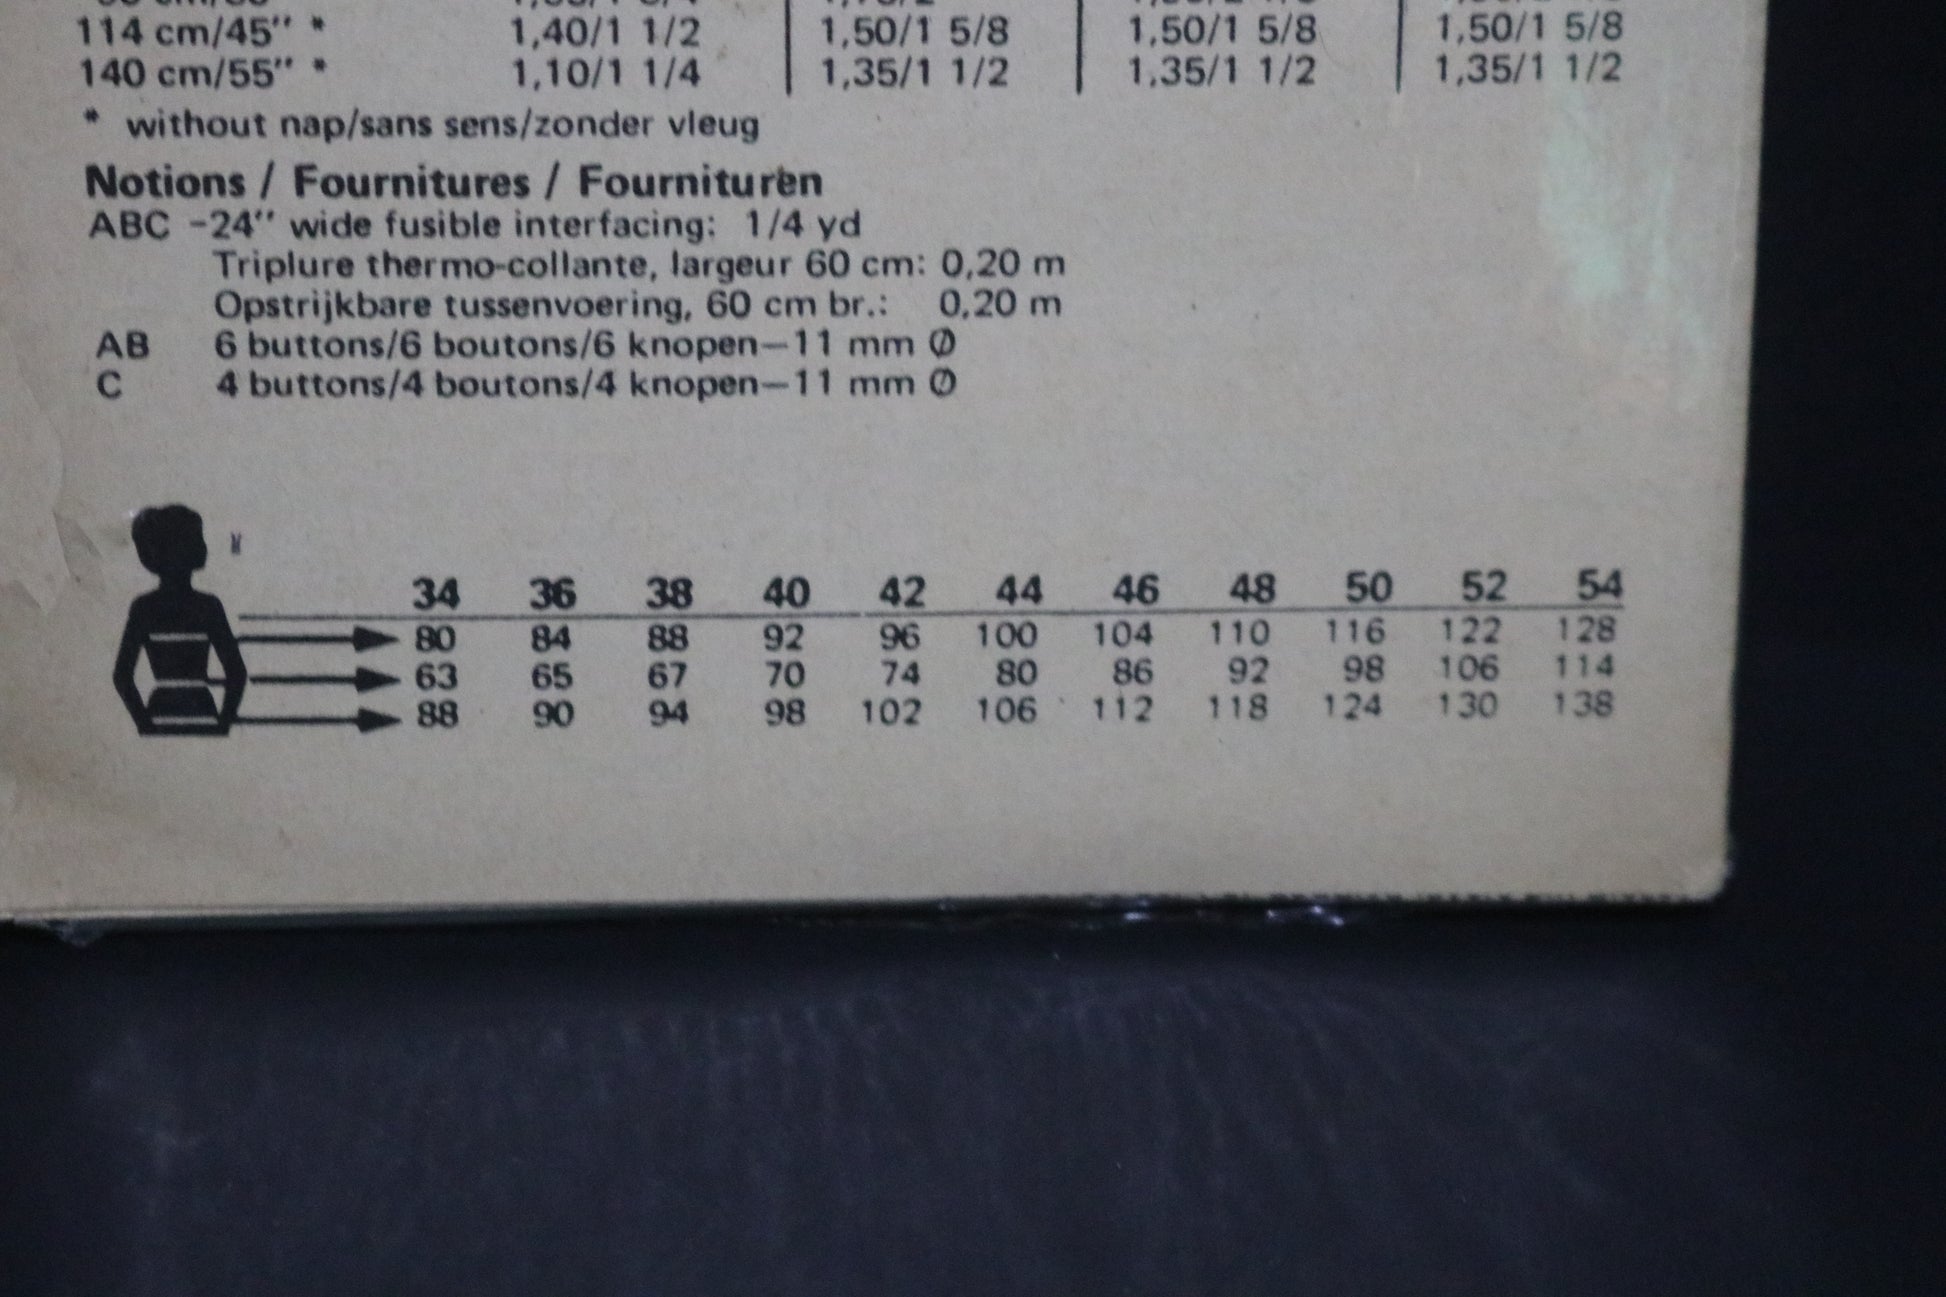 114 cm/45" * 1,40/1 1/2 1,50/1 5/8 1,50/1 5/8 1,50/1 5/8
140 cm/55" * 1,10/1 1/4 1,35/1 1/2 1,35/1 1/2 1,35/1 1/2
* without nap/sans sens/zonder vleug
Notions / Fournitures / Fournituren
ABC -24" wide fusible interfacing: 1/4 yd
Triplure thermo-collante, largeur 60 cm: 0,20 m
Opstrijkbare tussenvoering, 60 cm br.: 0,20 m
AB 6 buttons/6 boutons/6 knopen—11 mm Ø
C 4 buttons/4 boutons/4 knopen—11 mm Ø
34 36 38 40 42 44 46 48 50 52 54
80 84 88 92 96 100 104 110 116 122 128
63 65 67 70 74 80 86 92 98 106 114
88 90 94 98 102 106 112 118 124 130 138